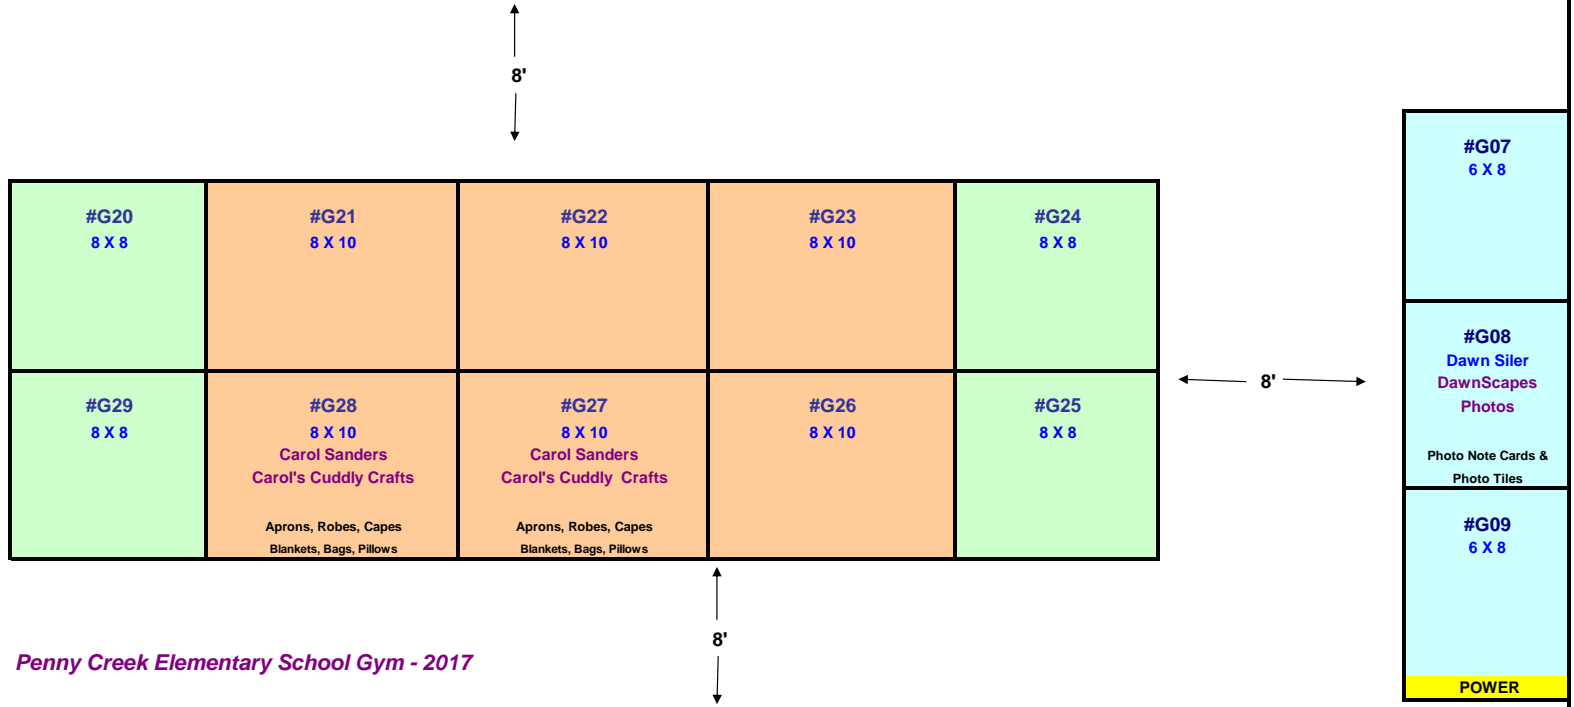 8'
#G07
6 X 8
#G20
8 X 8
#G21
8 X 10
#G22
8 X 10
#G23
8 X 10
#G24
8 X 8
#G08
Dawn Siler
DawnScapes
Photos
Photo Note Cards &
Photo Tiles
8'
#G29
8 X 8
#G28
8 X 10
Carol Sanders
Carol's Cuddly Crafts
Aprons, Robes, Capes
Blankets, Bags, Pillows
#G27
8 X 10
Carol Sanders
Carol's Cuddly  Crafts
Aprons, Robes, Capes
Blankets, Bags, Pillows
#G26
8 X 10
#G25
8 X 8
#G09
6 X 8
POWER
8'
Penny Creek Elementary School Gym - 2017